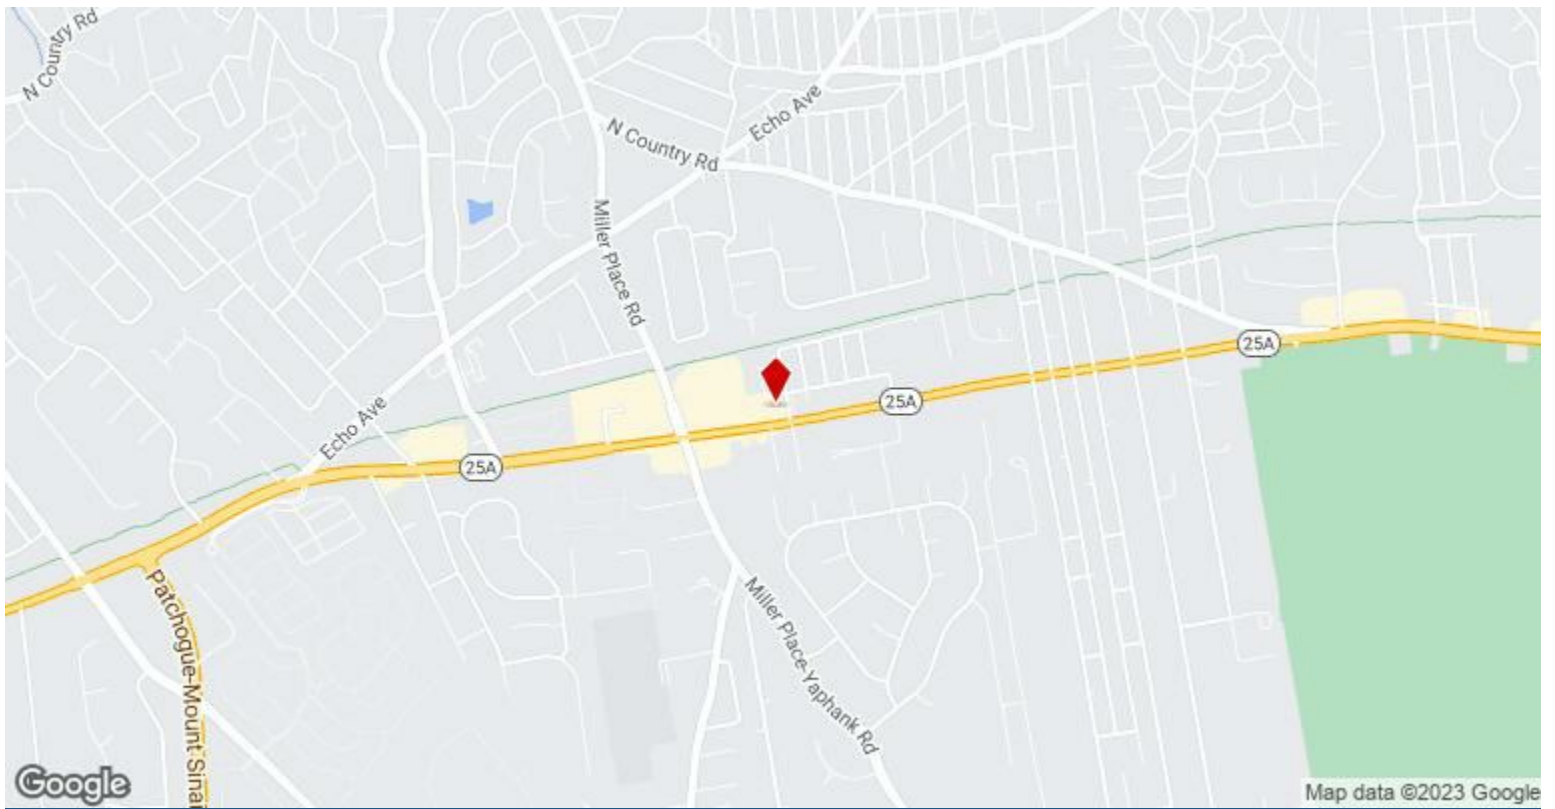 N Country Rd
Echo Ave
N Country Rd
Miller Place Rd
25A
25A
Echo Ave
25A
Patchogue-Mount Sinai
Miller Place-Yaphank Rd
Google
Map data ©2023 Google